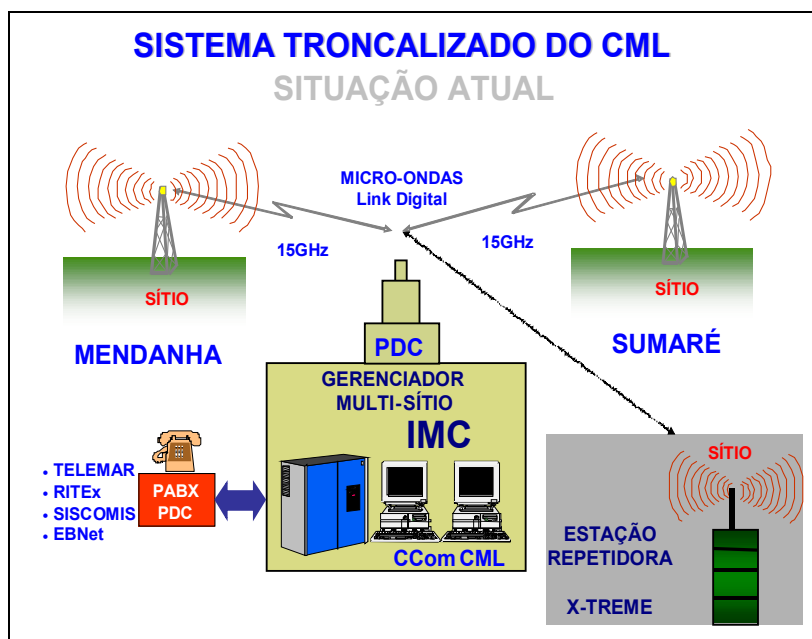 SISTEMA TRONCALIZADO DO CML
SITUAÇÃO ATUAL
MICRO-ONDAS
Link Digital
15GHz
15GHz
SÍTIO
MENDANHA
SÍTIO
SUMARÉ
PDC
GERENCIADOR
MULTI-SÍTIO
IMC
CCom CML
• TELEMAR
• RITEx
• SISCOMIS
• EBNet
PABX
PDC
SÍTIO
ESTAÇÃO
REPETIDORA
X-TREME